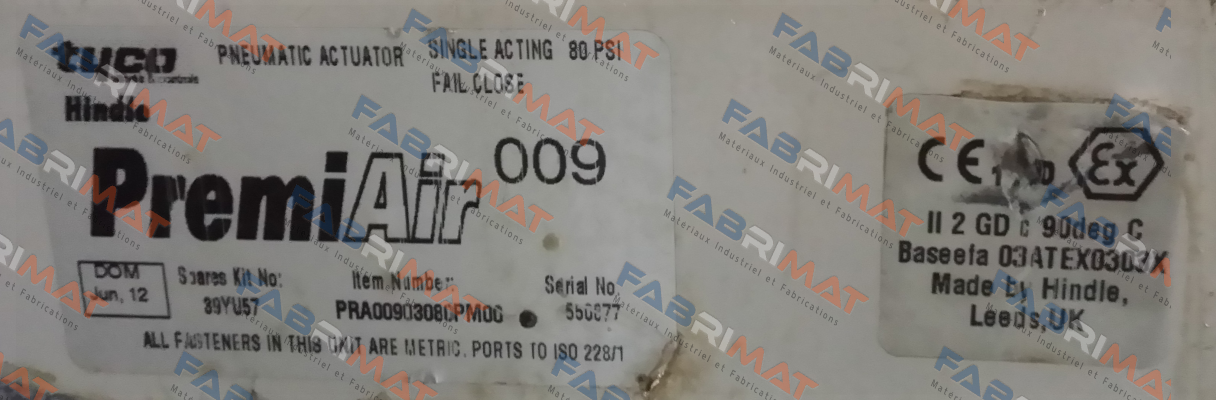 tyco PNEUMATIC ACTUATOR SINGLE ACTING 80 PSI
FAIL CLOSE
Hindle
PremiAir 009
DOM
Jun, 12
Spares Kit No:
39YU57
Item Number:
PRA00903080PM00
Serial No.
ALL FASTENERS IN THIS UNIT ARE METRIC. PORTS TO ISO 228/1
CE Ex
II 2 GD c 90deg C
Baseefa
Made by Hindle,
Leeds, UK
FABRIMAT
Materiaux Industriel et Fabrications